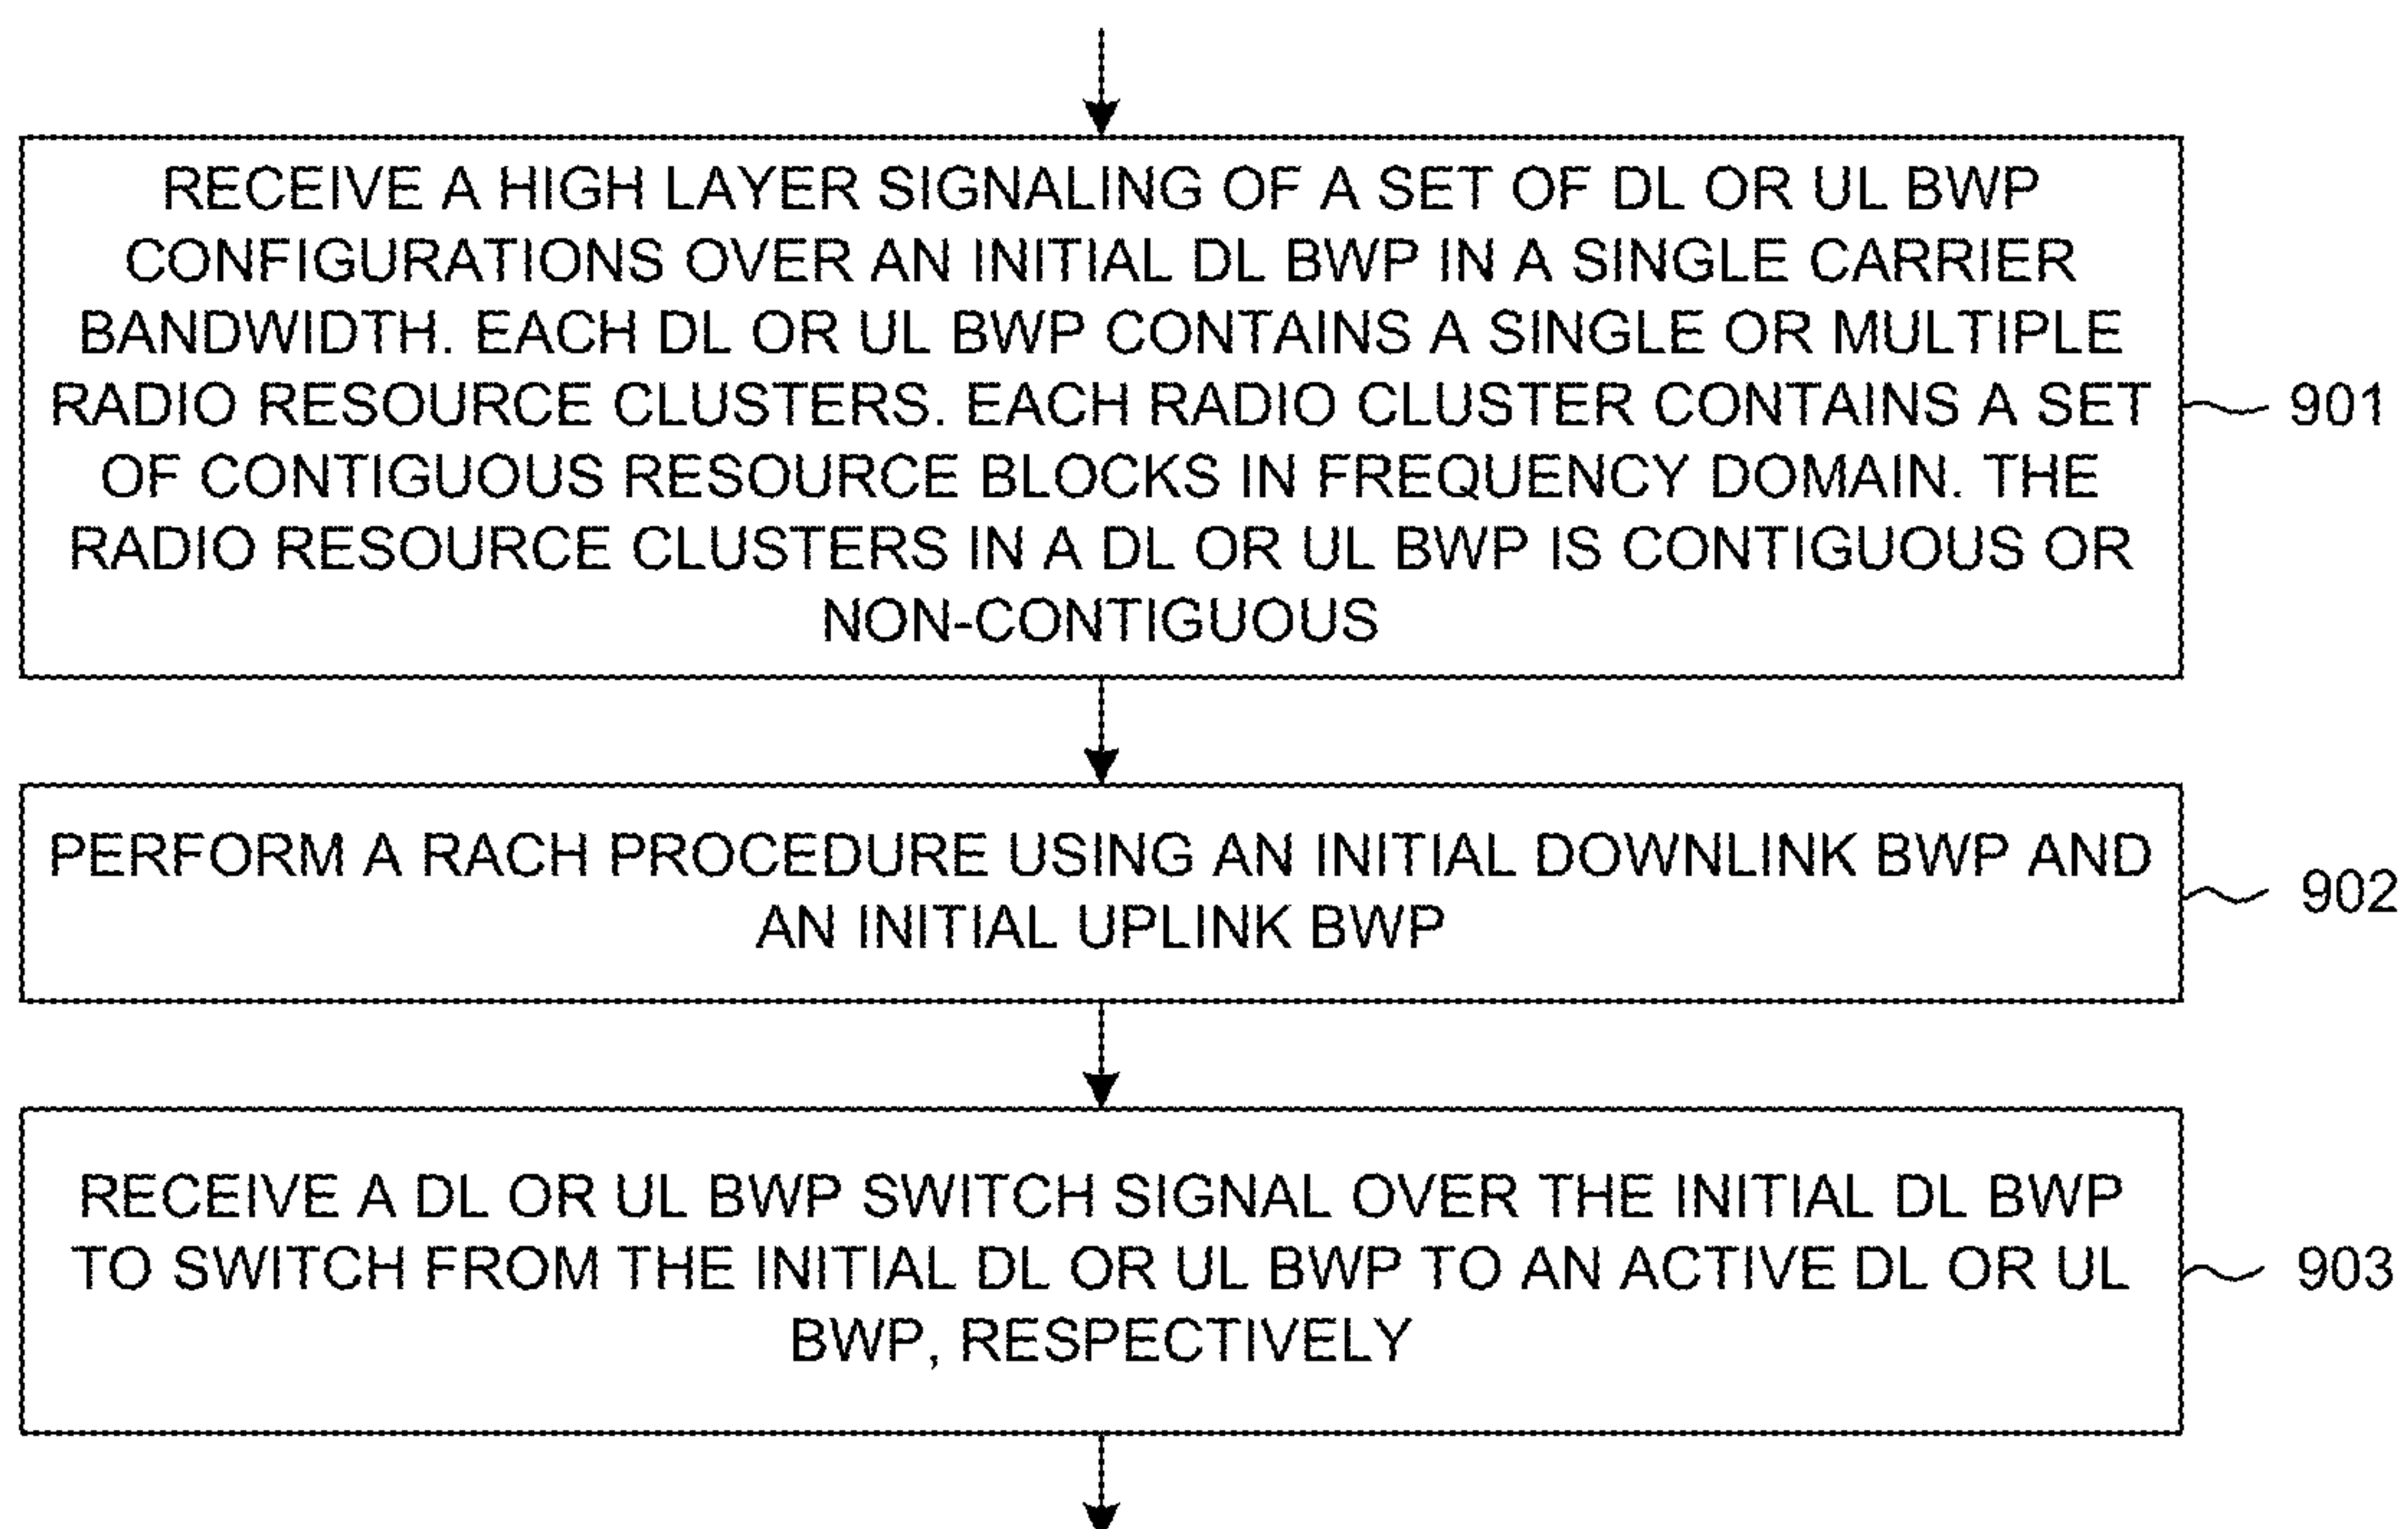 RECEIVE A HIGH LAYER SIGNALING OF A SET OF DL OR UL BWP
CONFIGURATIONS OVER AN INITIAL DL BWP IN A SINGLE CARRIER
BANDWIDTH. EACH DL OR UL BWP CONTAINS A SINGLE OR MULTIPLE
RADIO RESOURCE CLUSTERS. EACH RADIO CLUSTER CONTAINS A SET
OF CONTIGUOUS RESOURCE BLOCKS IN FREQUENCY DOMAIN. THE
RADIO RESOURCE CLUSTERS IN A DL OR UL BWP IS CONTIGUOUS OR
NON-CONTIGUOUS
901
PERFORM A RACH PROCEDURE USING AN INITIAL DOWNLINK BWP AND
AN INITIAL UPLINK BWP
902
RECEIVE A DL OR UL BWP SWITCH SIGNAL OVER THE INITIAL DL BWP
TO SWITCH FROM THE INITIAL DL OR UL BWP TO AN ACTIVE DL OR UL
BWP, RESPECTIVELY
903